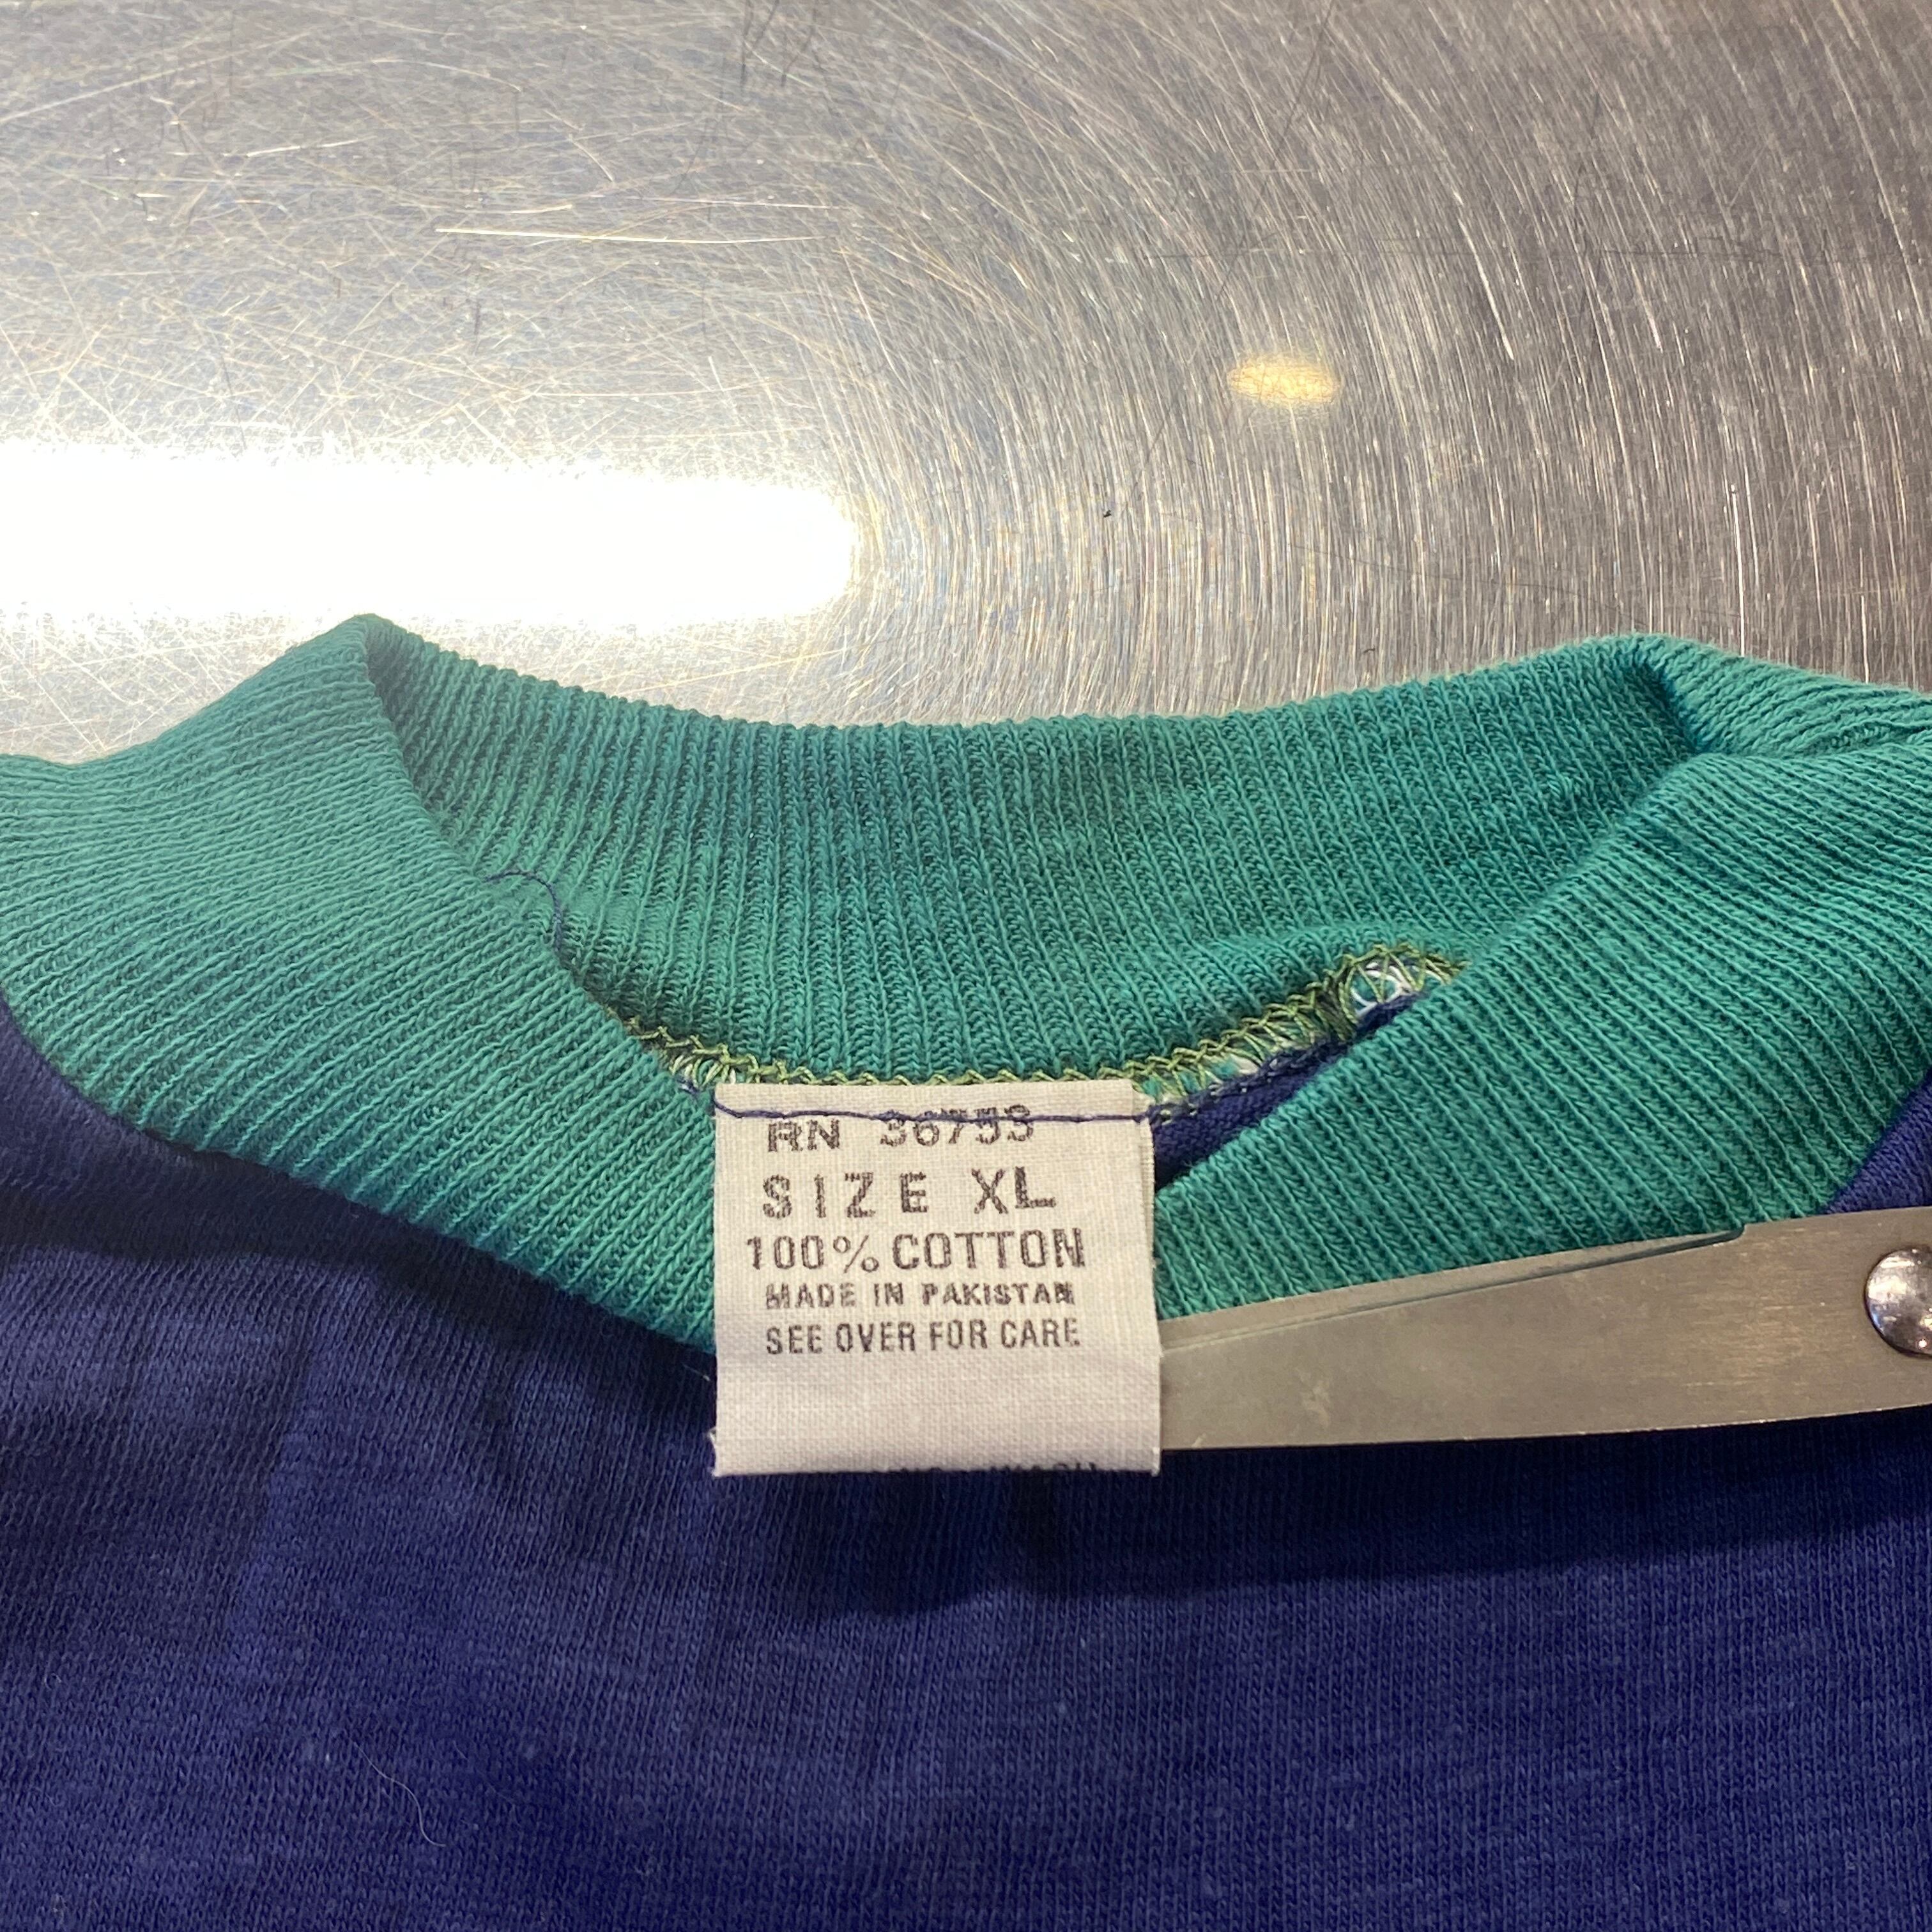 RN 36753
SIZE XL
100% COTTON
MADE IN PAKISTAN
SEE OVER FOR CARE